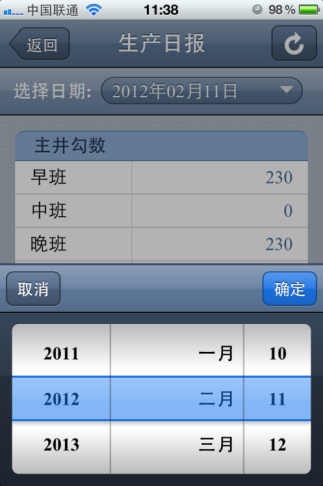 中国联通 11:38 98%
返回 生产日报
选择日期: 2012年02月11日
主井勾数
早班 230
中班 0
晚班 230
取消 确定
2011 一月 10
2012 二月 11
2013 三月 12